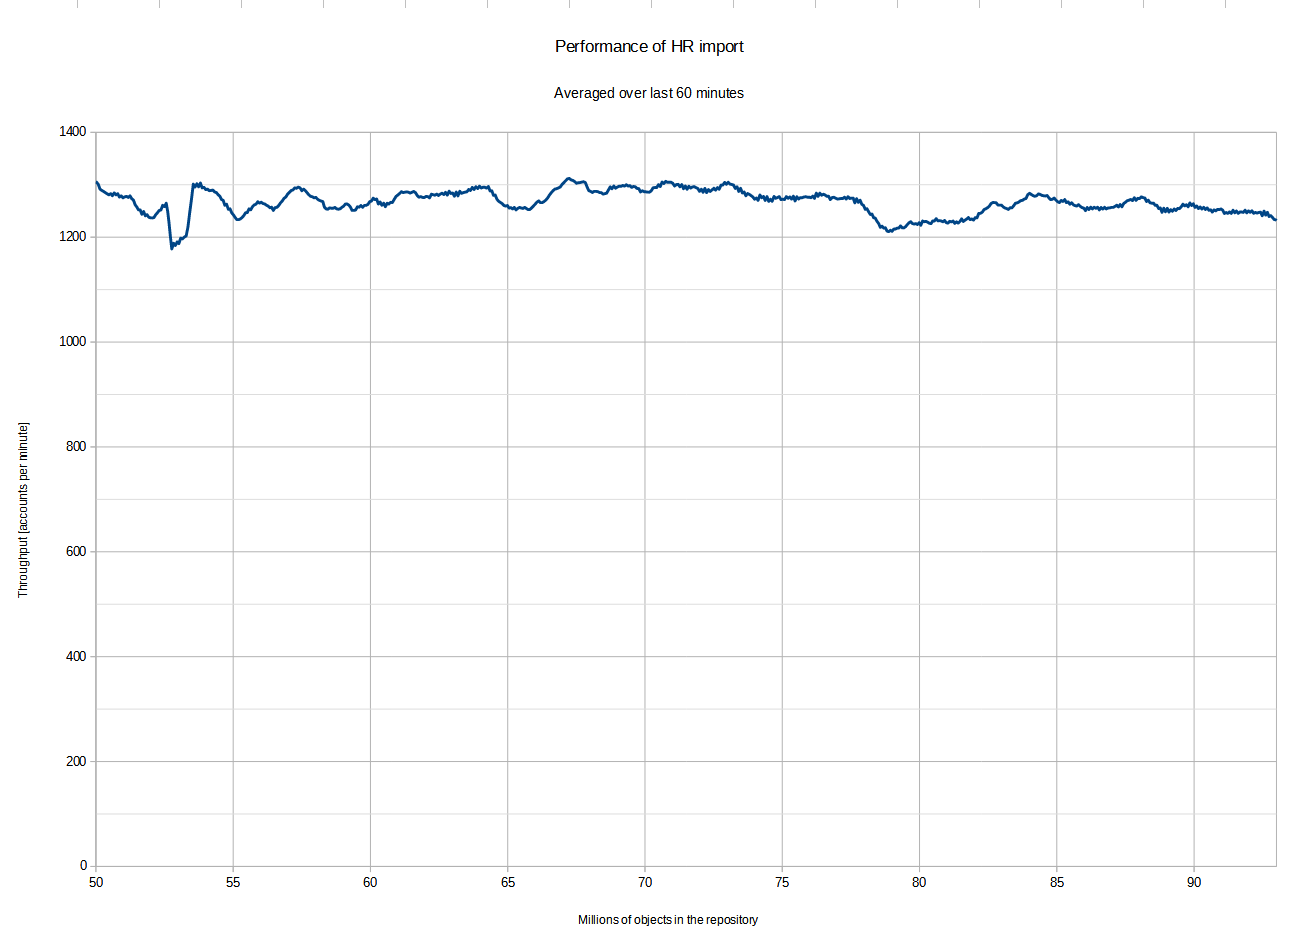 Performance of HR import
Averaged over last 60 minutes
1400
1200
1000
800
600
400
200
0
Throughput [accounts per minute]
50 55 60 65 70 75 80 85 90
Millions of objects in the repository